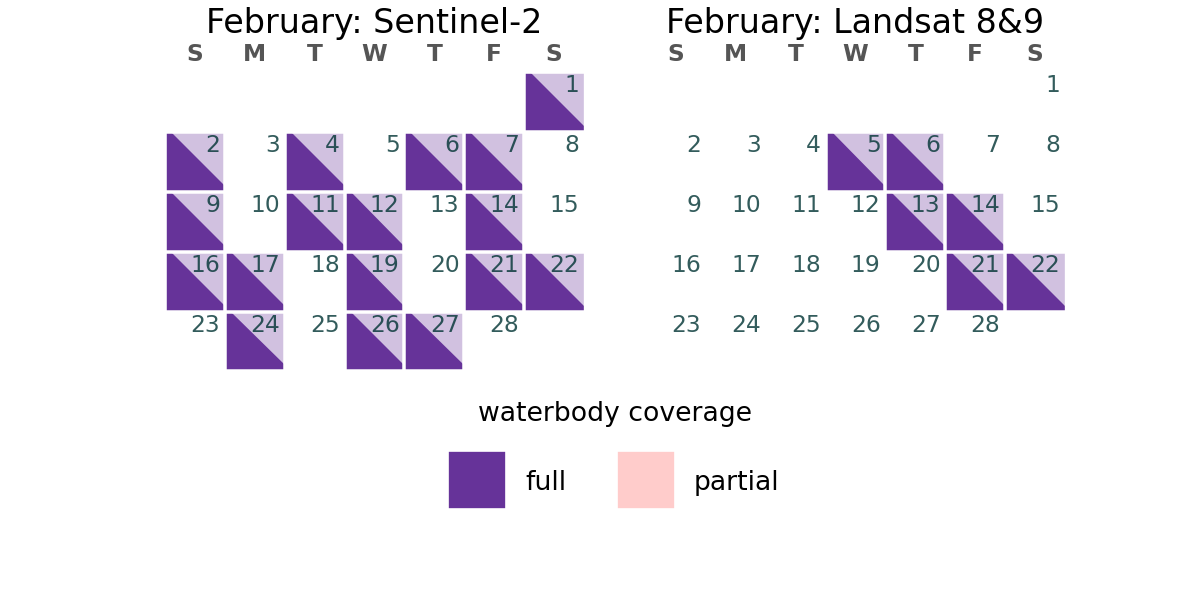 February: Sentinel-2
S M T W T F S
1
2 3 4 5 6 7 8
9 10 11 12 13 14 15
16 17 18 19 20 21 22
23 24 25 26 27 28
February: Landsat 8&9
S M T W T F S
1
2 3 4 5 6 7 8
9 10 11 12 13 14 15
16 17 18 19 20 21 22
23 24 25 26 27 28
waterbody coverage
full partial